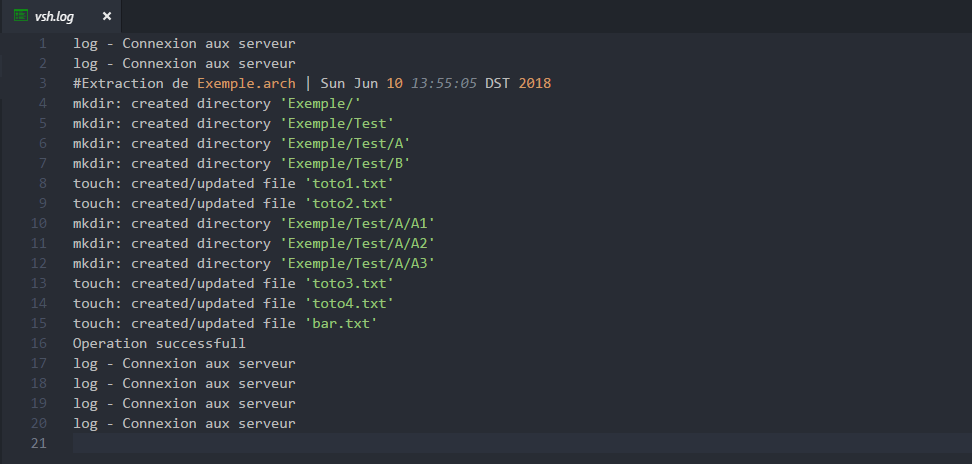 vsh.log ×
1 log - Connexion aux serveur
2 log - Connexion aux serveur
3 #Extraction de Exemple.arch | Sun Jun 10 13:55:05 DST 2018
4 mkdir: created directory 'Exemple/'
5 mkdir: created directory 'Exemple/Test'
6 mkdir: created directory 'Exemple/Test/A'
7 mkdir: created directory 'Exemple/Test/B'
8 touch: created/updated file 'toto1.txt'
9 touch: created/updated file 'toto2.txt'
10 mkdir: created directory 'Exemple/Test/A/A1'
11 mkdir: created directory 'Exemple/Test/A/A2'
12 mkdir: created directory 'Exemple/Test/A/A3'
13 touch: created/updated file 'toto3.txt'
14 touch: created/updated file 'toto4.txt'
15 touch: created/updated file 'bar.txt'
16 Operation successfull
17 log - Connexion aux serveur
18 log - Connexion aux serveur
19 log - Connexion aux serveur
20 log - Connexion aux serveur
21